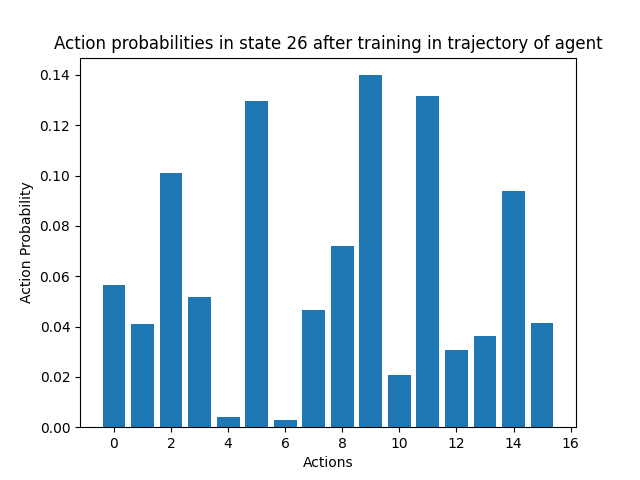 Action probabilities in state 26 after training in trajectory of agent
0.14
0.12
0.10
0.08
0.06
0.04
0.02
0.00
Action Probability
0 2 4 6 8 10 12 14 16
Actions